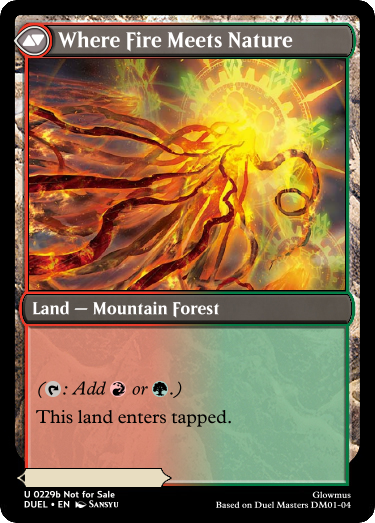 Where Fire Meets Nature
Land — Mountain Forest
(T: Add R or G.)
This land enters tapped.
U 0229b Not for Sale
DUEL • EN Sansyu
Glowmus
Based on Duel Masters DM01-04